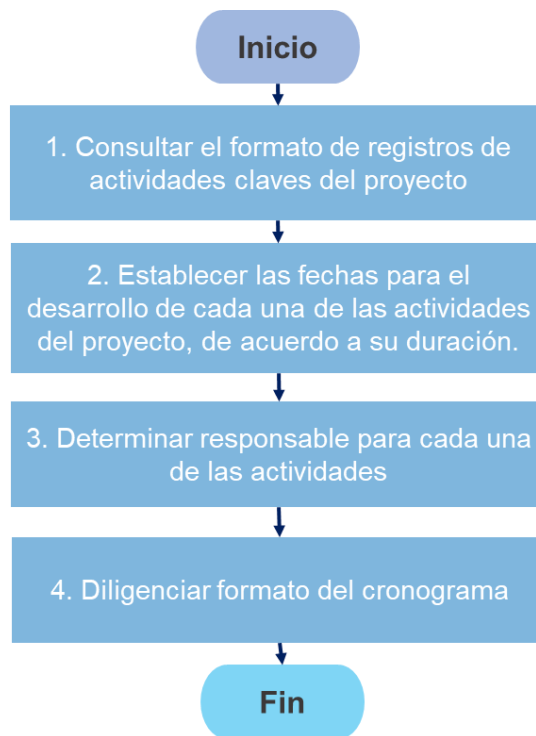 Inicio
1. Consultar el formato de registros de
actividades claves del proyecto
2. Establecer las fechas para el
desarrollo de cada una de las actividades
del proyecto, de acuerdo a su duración.
3. Determinar responsable para cada una
de las actividades
4. Diligenciar formato del cronograma
Fin